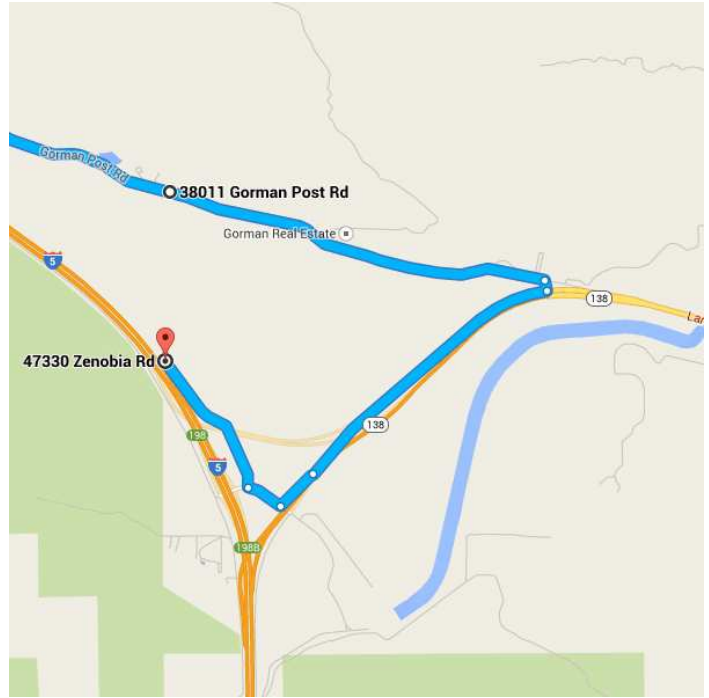 Gorman Post Rd
38011 Gorman Post Rd
Gorman Real Estate
5
138
Lan
47330 Zenobia Rd
138
198
5
198B